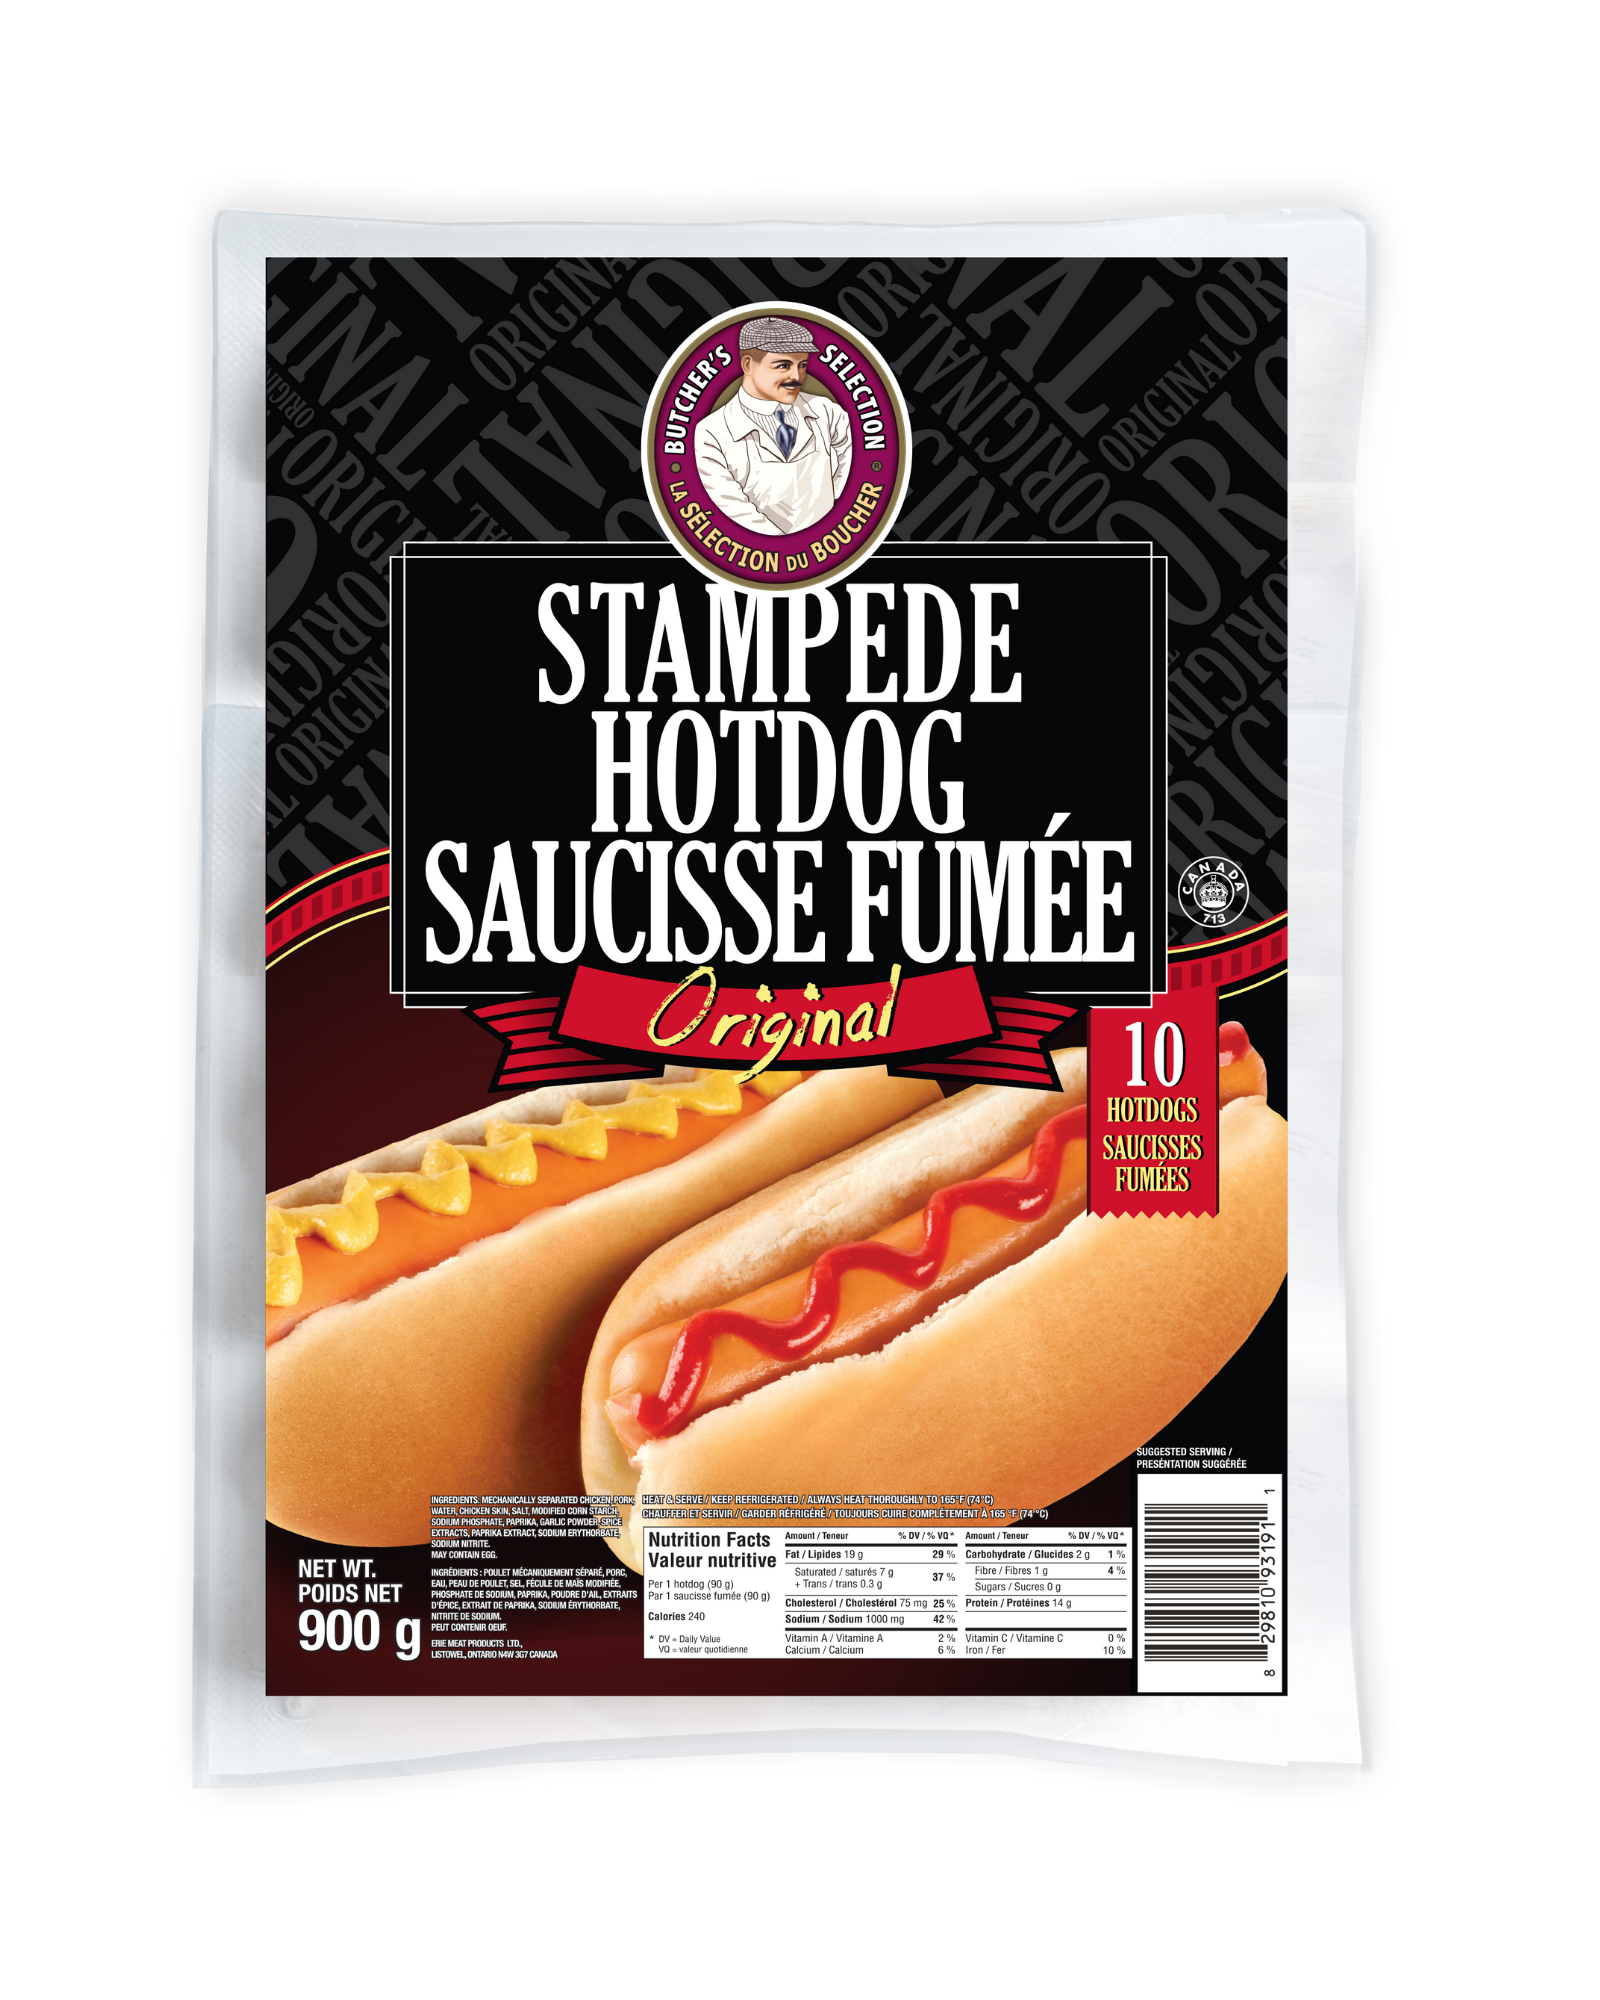 BUTCHER'S SELECTION ®
LA SÉLECTION DU BOUCHER
STAMPEDE
HOTDOG
SAUCISSE FUMÉE
Original
CANADA
713
10
HOTDOGS
SAUCISSES
FUMÉES
SUGGESTED SERVING /
PRESÉNTATION SUGGÉRÉE
INGREDIENTS: MECHANICALLY SEPARATED CHICKEN, PORK,
WATER, CHICKEN SKIN, SALT, MODIFIED CORN STARCH,
SODIUM PHOSPHATE, PAPRIKA, GARLIC POWDER, SPICE
EXTRACTS, PAPRIKA EXTRACT, SODIUM ERYTHORBATE,
SODIUM NITRITE.
MAY CONTAIN EGG.
INGRÉDIENTS : POULET MÉCANIQUEMENT SÉPARÉ, PORC,
EAU, PEAU DE POULET, SEL, FÉCULE DE MAÏS MODIFIÉE,
PHOSPHATE DE SODIUM, PAPRIKA, POUDRE D'AIL, EXTRAITS
D'ÉPICE, EXTRAIT DE PAPRIKA, SODIUM ÉRYTHORBATE,
NITRITE DE SODIUM.
PEUT CONTENIR OEUF.
ERIE MEAT PRODUCTS LTD.,
LISTOWEL, ONTARIO N4W 3G7 CANADA
NET WT.
POIDS NET
900 g
HEAT & SERVE / KEEP REFRIGERATED / ALWAYS HEAT THOROUGHLY TO 165°F (74°C)
CHAUFFER ET SERVIR / GARDER RÉFRIGÉRÉ / TOUJOURS CUIRE COMPLÈTEMENT À 165 °F (74°C)
Nutrition Facts
Valeur nutritive
Per 1 hotdog (90 g)
Par 1 saucisse fumée (90 g)
Calories 240
* DV = Daily Value
VQ = valeur quotidienne
Amount / Teneur % DV / % VQ*
Fat / Lipides 19 g 29 %
Saturated / saturés 7 g
+ Trans / trans 0.3 g 37 %
Cholesterol / Cholestérol 75 mg 25 %
Sodium / Sodium 1000 mg 42 %
Vitamin A / Vitamine A 2 %
Calcium / Calcium 6 %
Amount / Teneur % DV / % VQ*
Carbohydrate / Glucides 2 g 1 %
Fibre / Fibres 1 g 4 %
Sugars / Sucres 0 g
Protein / Protéines 14 g
Vitamin C / Vitamine C 0 %
Iron / Fer 10 %
8 29810 93191 1